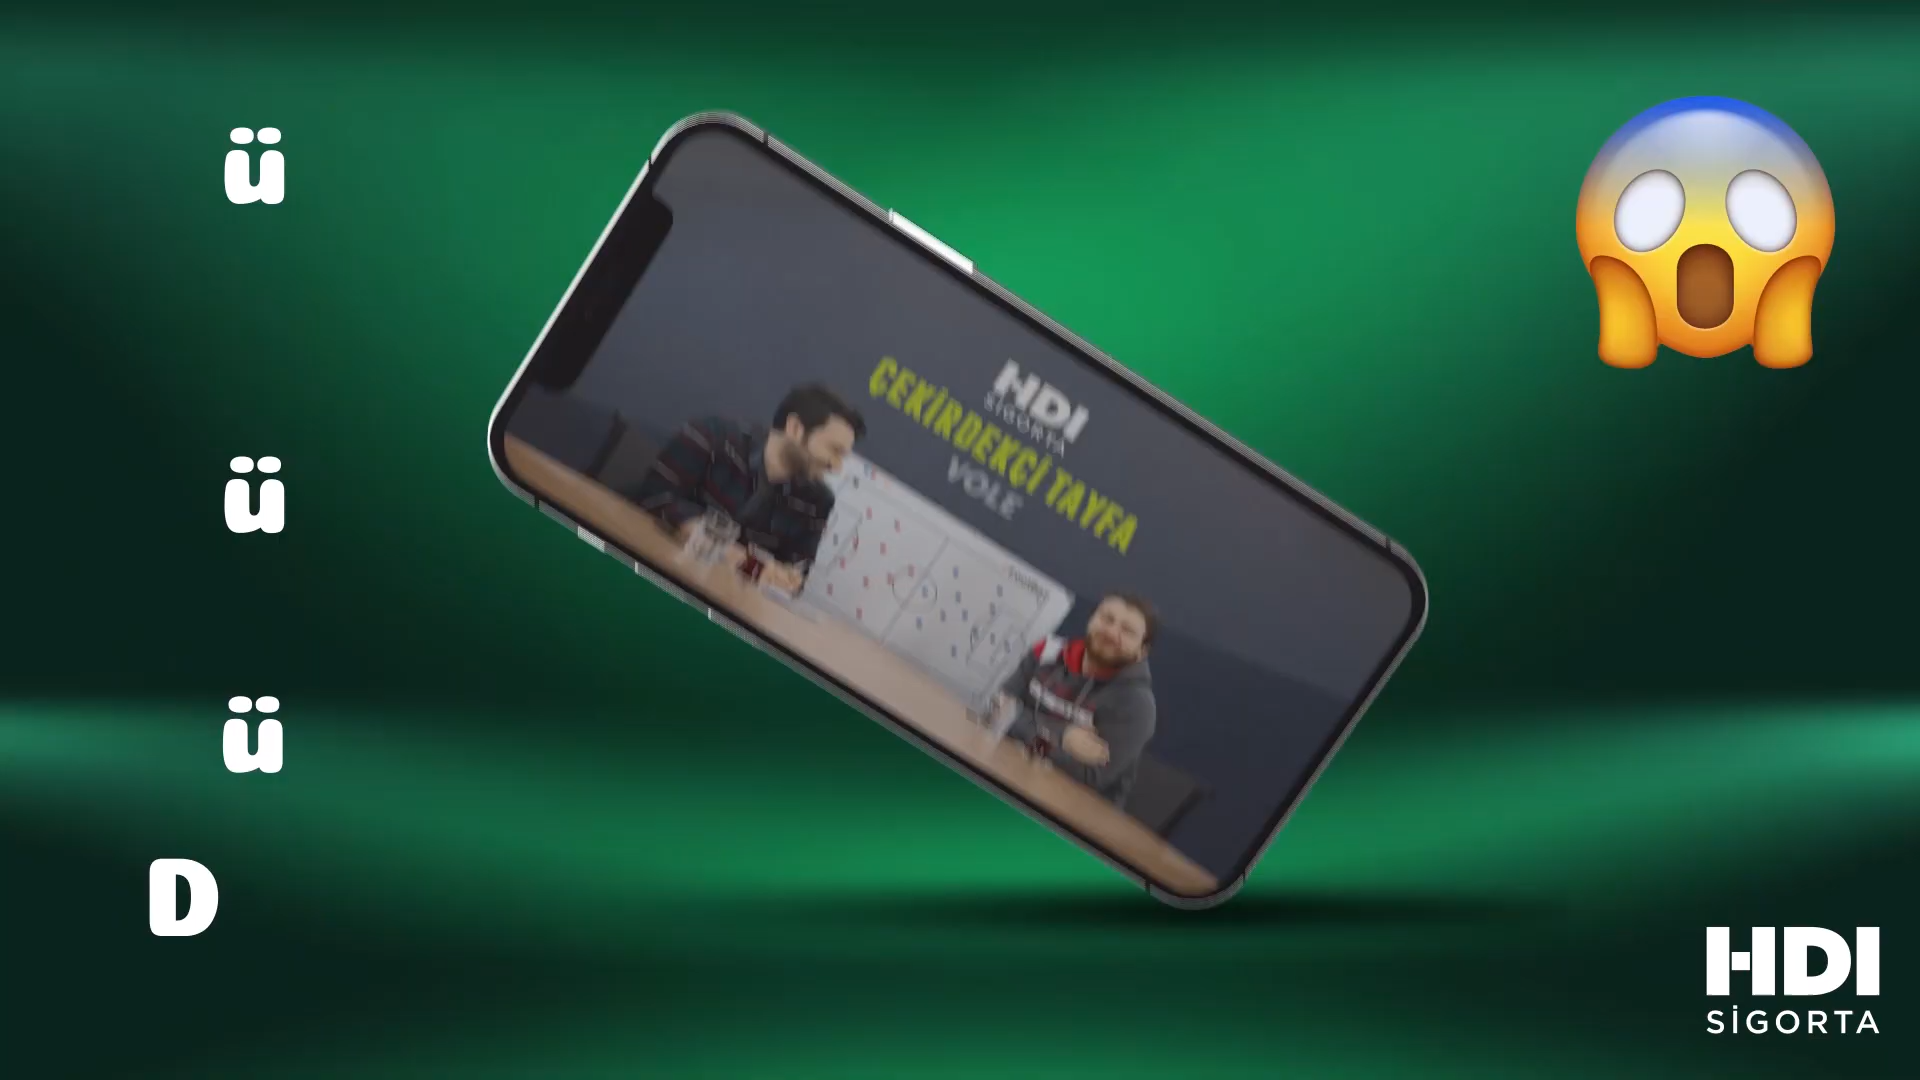 ü
ü
ü
D
HDI
SİGORTA
ÇEKİRDEKÇİ TAYFA
VOLE
HDI
SİGORTA